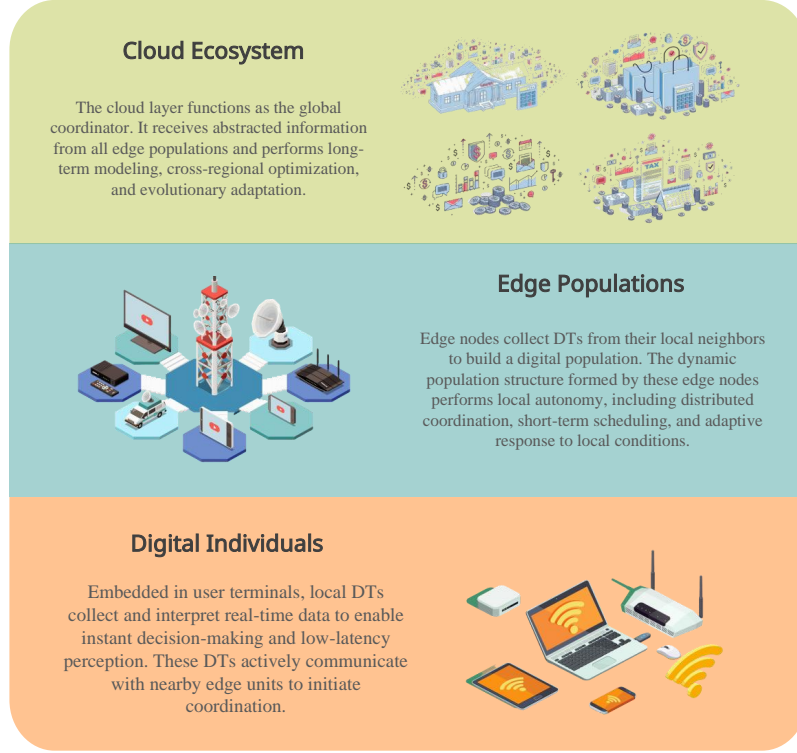 Cloud Ecosystem
The cloud layer functions as the global
coordinator. It receives abstracted information
from all edge populations and performs long-
term modeling, cross-regional optimization,
and evolutionary adaptation.
TAX
Edge Populations
Edge nodes collect DTs from their local neighbors
to build a digital population. The dynamic
population structure formed by these edge nodes
performs local autonomy, including distributed
coordination, short-term scheduling, and adaptive
response to local conditions.
Digital Individuals
Embedded in user terminals, local DTs
collect and interpret real-time data to enable
instant decision-making and low-latency
perception. These DTs actively communicate
with nearby edge units to initiate
coordination.